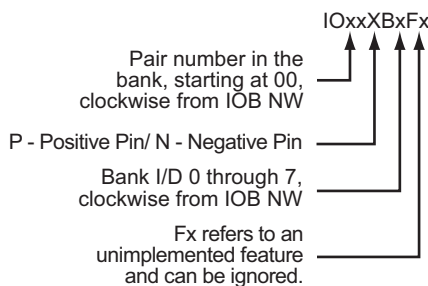 IOxxXBxFx
Pair number in the
bank, starting at 00,
clockwise from IOB NW
P - Positive Pin/ N - Negative Pin
Bank I/D 0 through 7,
clockwise from IOB NW
Fx refers to an
unimplemented feature
and can be ignored.